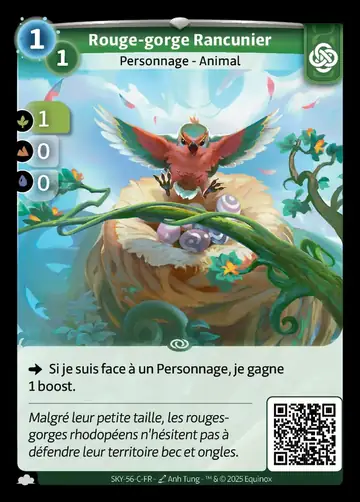 1
1
Rouge-gorge Rancunier
Personnage - Animal
1
0
0
Si je suis face à un Personnage, je gagne
1 boost.
Malgré leur petite taille, les rouges-
gorges rhodopéens n'hésitent pas à
défendre leur territoire bec et ongles.
SKY-56-C-FR - Anh Tung - ™ & © 2025 Equinox